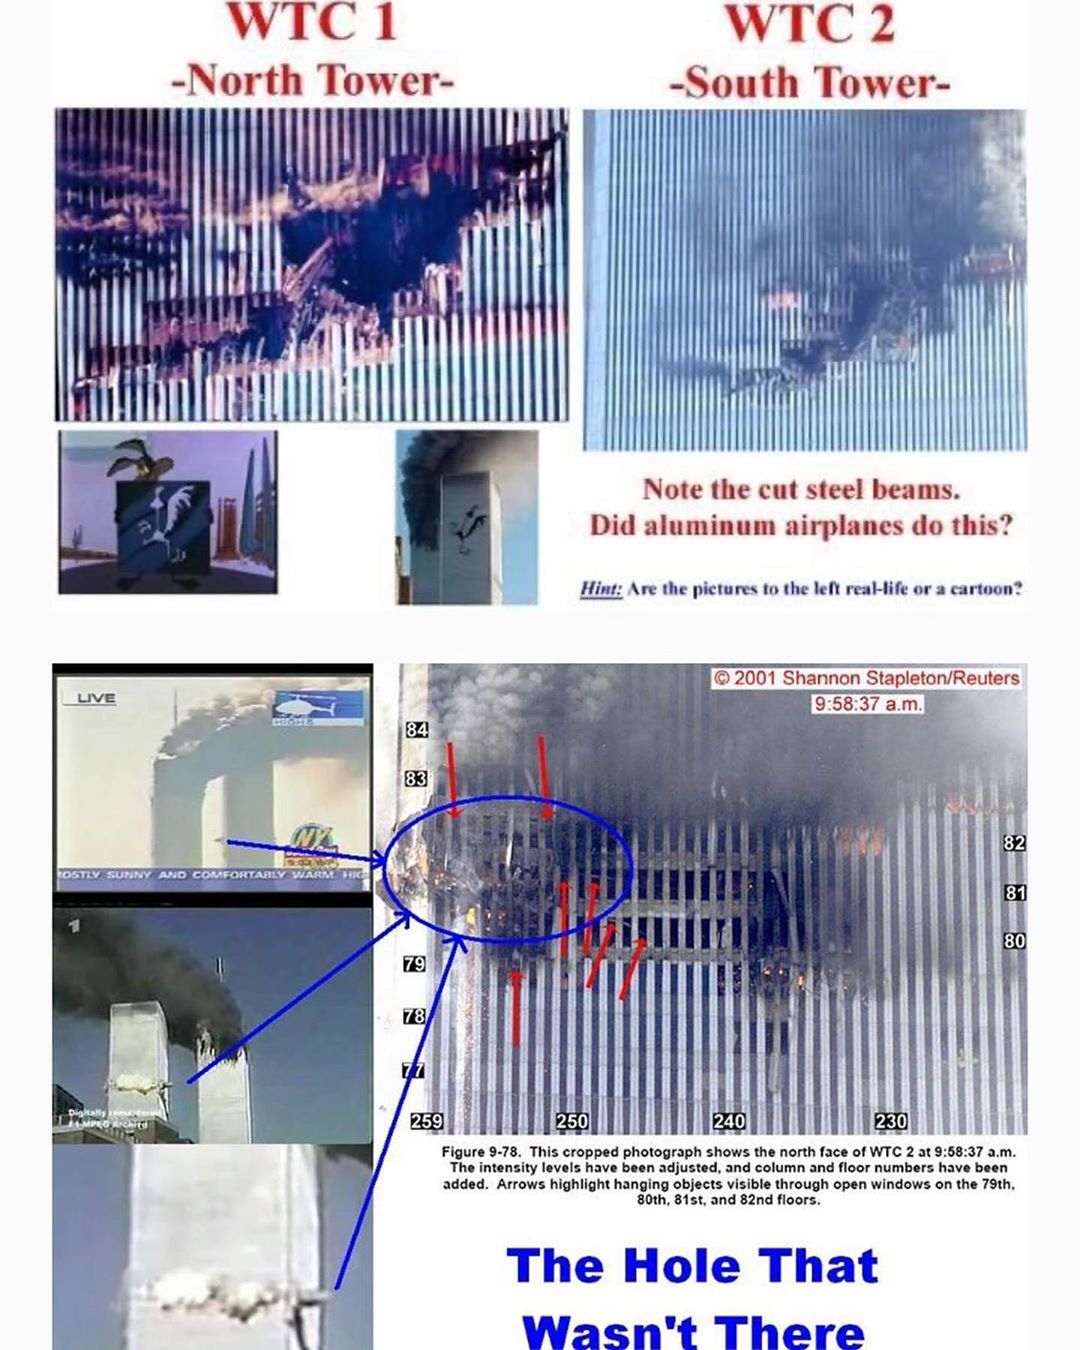 WTC 1
-North Tower-
WTC 2
-South Tower-
Note the cut steel beams.
Did aluminum airplanes do this?
Hint: Are the pictures to the left real-life or a cartoon?
LIVE
NY
MOSTLY SUNNY AND COMFORTABLY WARM. HIG
1
Digitally remastered
© 2001 Shannon Stapleton/Reuters
9:58:37 a.m.
84
83
82
81
80
79
78
77
259
250
240
230
Figure 9-78. This cropped photograph shows the north face of WTC 2 at 9:58:37 a.m.
The intensity levels have been adjusted, and column and floor numbers have been
added. Arrows highlight hanging objects visible through open windows on the 79th,
80th, 81st, and 82nd floors.
The Hole That
Wasn't There